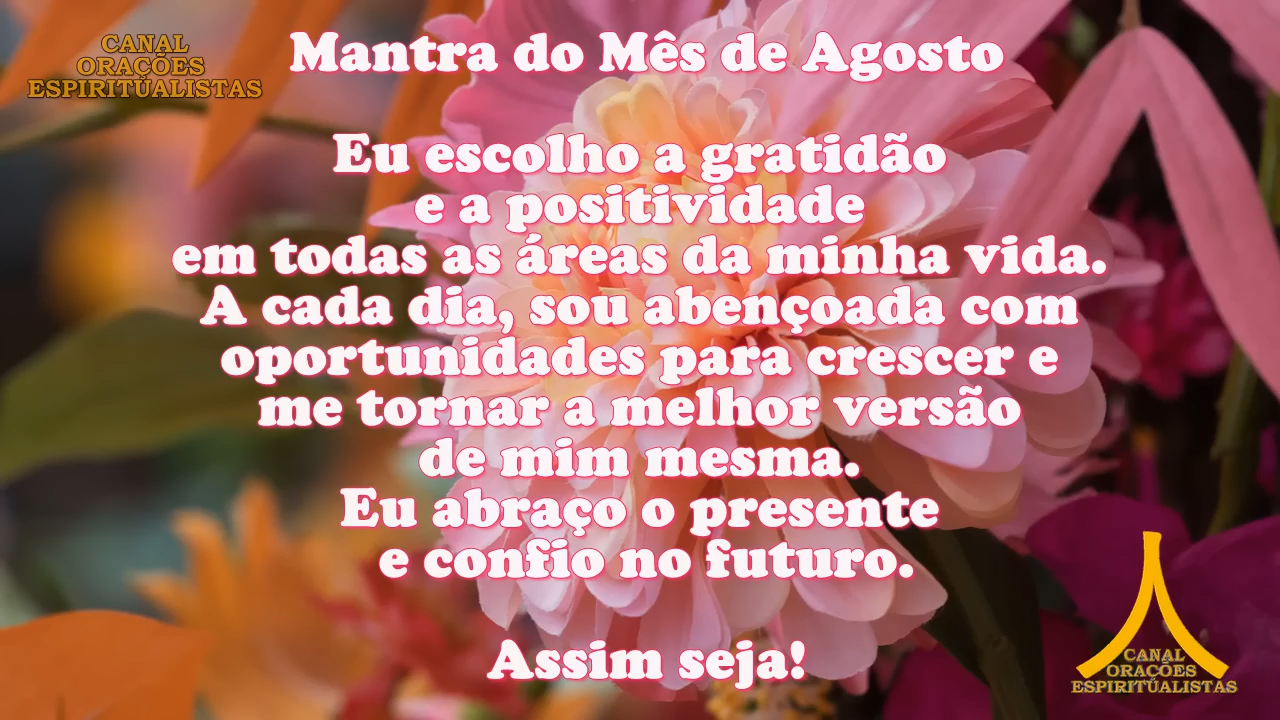 CANAL
ORAÇÕES
ESPIRITUALISTAS
Mantra do Mês de Agosto
Eu escolho a gratidão
e a positividade
em todas as áreas da minha vida.
A cada dia, sou abençoada com
oportunidades para crescer e
me tornar a melhor versão
de mim mesma.
Eu abraço o presente
e confio no futuro.
Assim seja!
CANAL
ORAÇÕES
ESPIRITUALISTAS